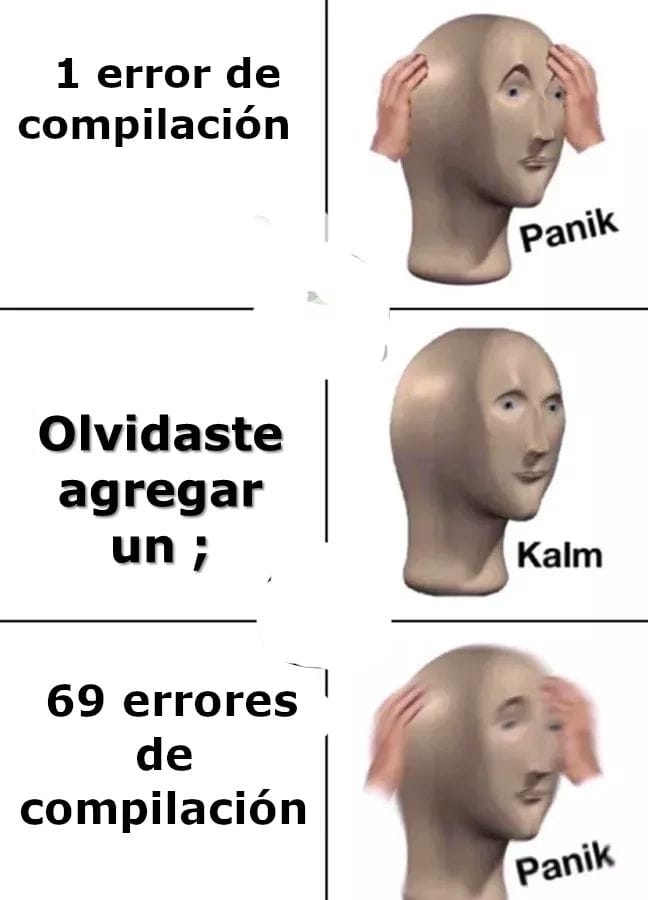 1 error de
compilación
Panik
Olvidaste
agregar
un ;
Kalm
69 errores
de
compilación
Panik